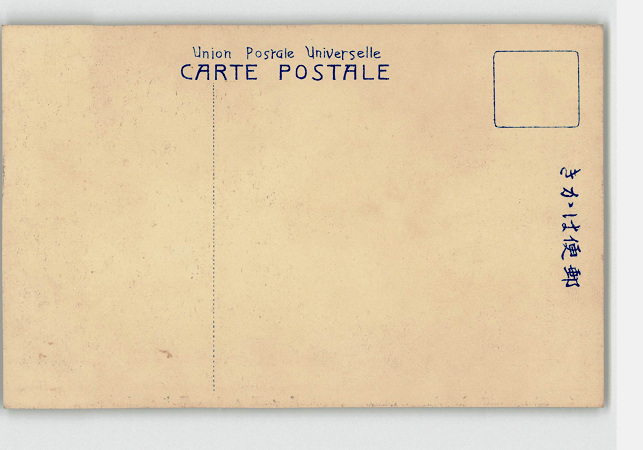 Union Postale Universelle
CARTE POSTALE
郵便はがき